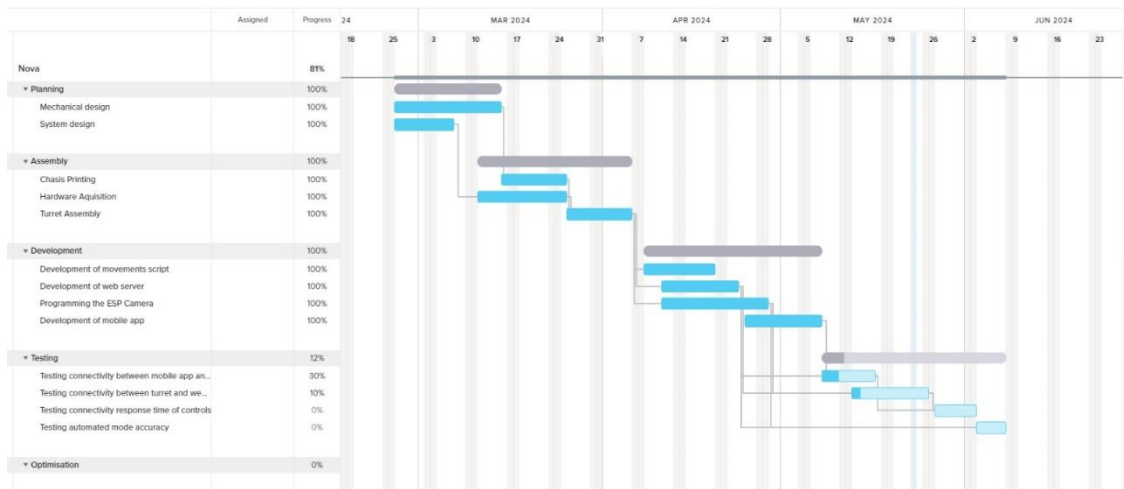 Assigned Progress 24 MAR 2024 APR 2024 MAY 2024 JUN 2024
18 25 3 10 17 24 31 7 14 21 28 5 12 19 26 2 9 16 23
Nova 81%
Planning 100%
Mechanical design 100%
System design 100%
Assembly 100%
Chasis Printing 100%
Hardware Aquisition 100%
Turret Assembly 100%
Development 100%
Development of movements script 100%
Development of web server 100%
Programming the ESP Camera 100%
Development of mobile app 100%
Testing 12%
Testing connectivity between mobile app an... 30%
Testing connectivity between turret and we... 10%
Testing connectivity response time of controls 0%
Testing automated mode accuracy 0%
Optimisation 0%